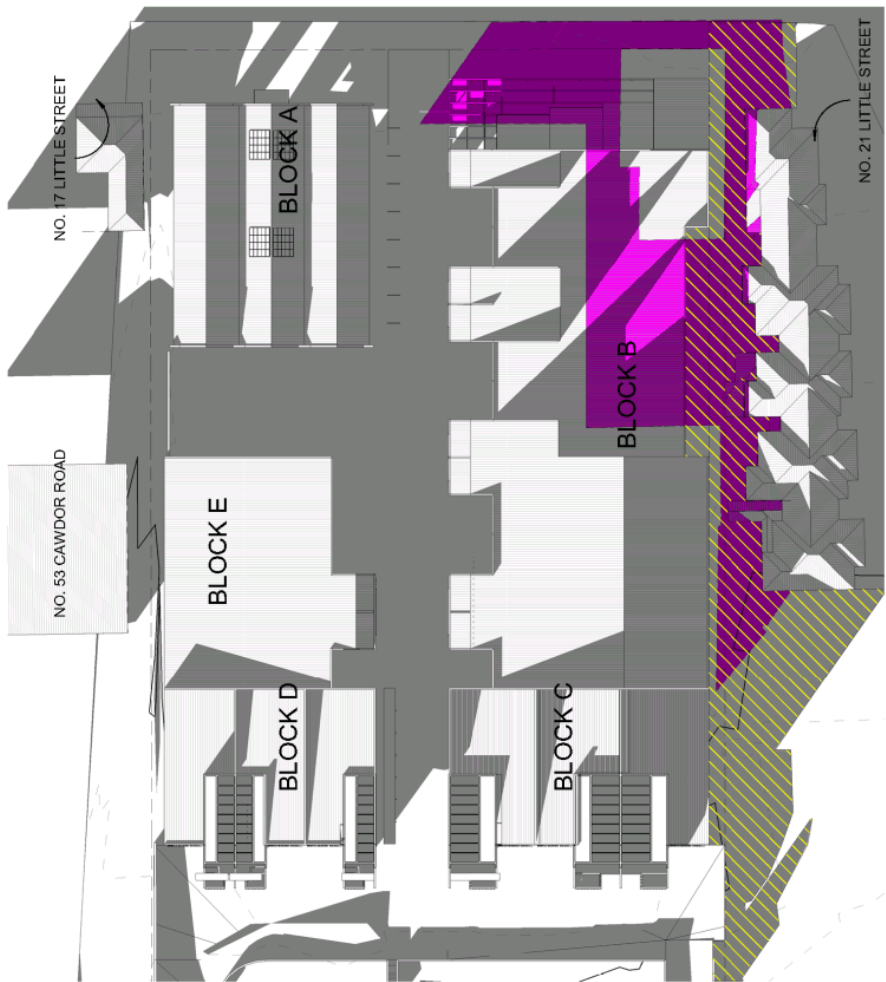 NO. 17 LITTLE STREET
BLOCK A
NO. 21 LITTLE STREET
BLOCK B
NO. 53 CAWDOR ROAD
BLOCK E
BLOCK D
BLOCK C